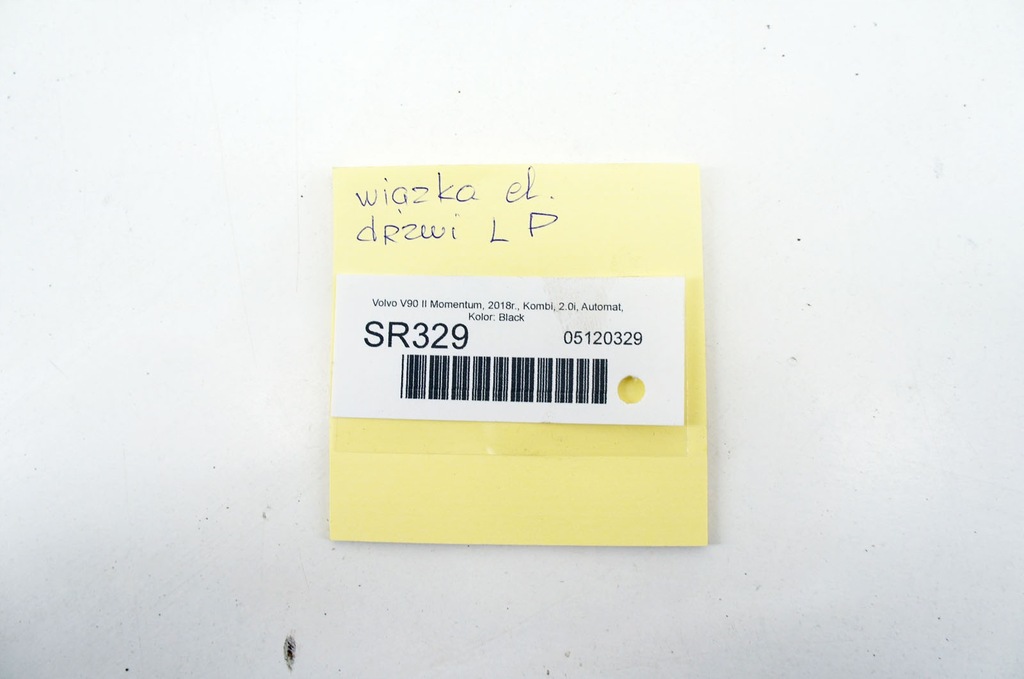 wiązka el.
drzwi L P
Volvo V90 II Momentum, 2018r., Kombi, 2.0i, Automat,
Kolor: Black
SR329 05120329